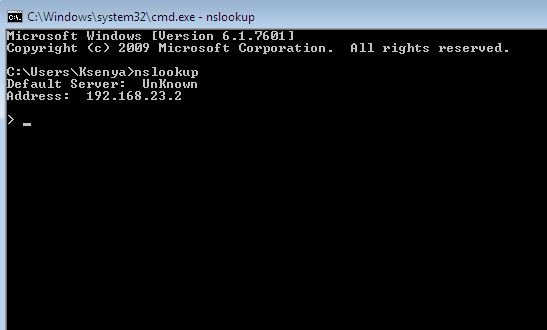 C:\Windows\system32\cmd.exe - nslookup
Microsoft Windows [Version 6.1.7601]
Copyright (c) 2009 Microsoft Corporation.  All rights reserved.
C:\Users\Ksenya>nslookup
Default Server:  UnKnown
Address:  192.168.23.2
> _